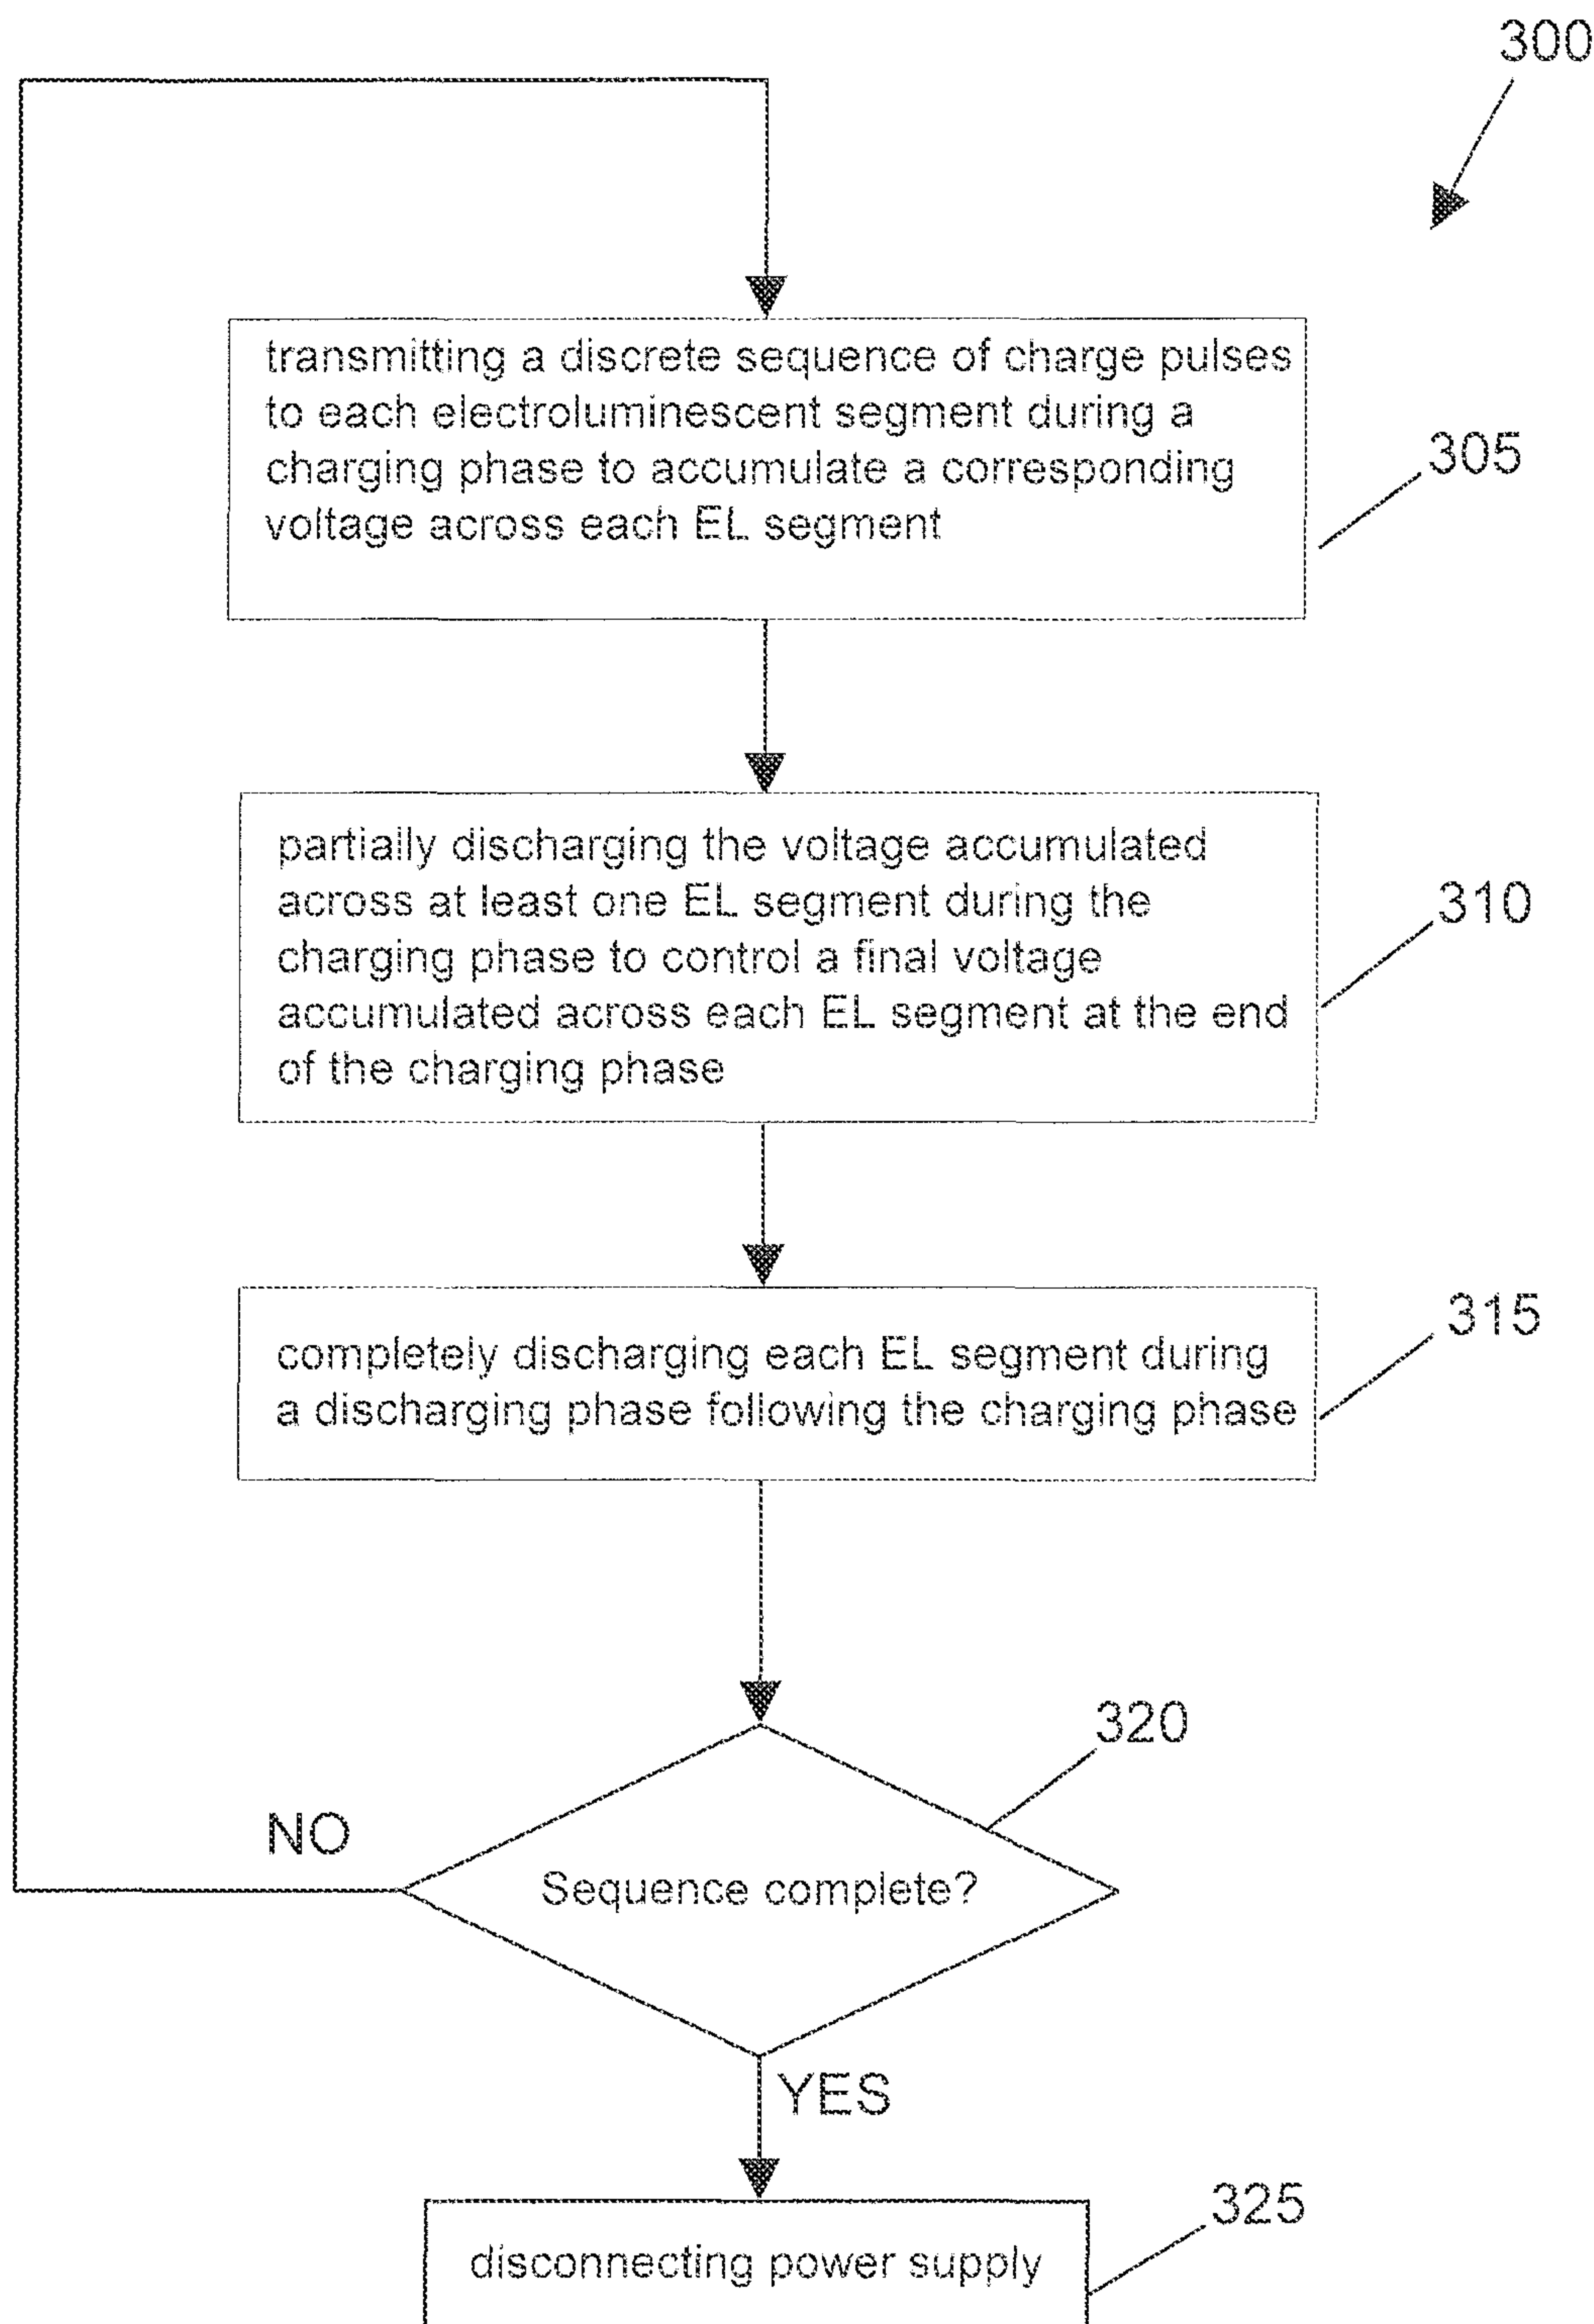 300
transmitting a discrete sequence of charge pulses
to each electroluminescent segment during a
charging phase to accumulate a corresponding
voltage across each EL segment
305
partially discharging the voltage accumulated
across at least one EL segment during the
charging phase to control a final voltage
accumulated across each EL segment at the end
of the charging phase
310
completely discharging each EL segment during
a discharging phase following the charging phase
315
320
NO
Sequence complete?
YES
325
disconnecting power supply